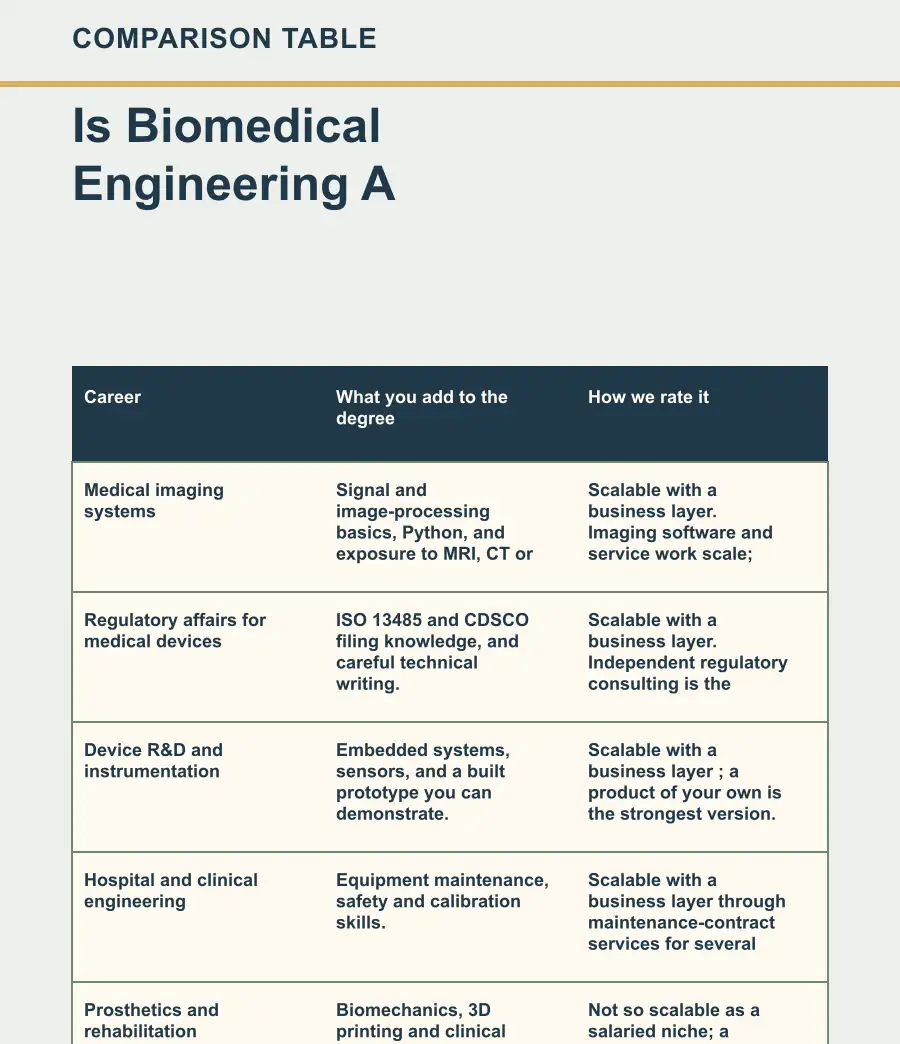 COMPARISON TABLE
Is Biomedical
Engineering A
Career
What you add to the
degree
How we rate it
Medical imaging
systems
Signal and
image-processing
basics, Python, and
exposure to MRI, CT or
Scalable with a
business layer.
Imaging software and
service work scale;
Regulatory affairs for
medical devices
ISO 13485 and CDSCO
filing knowledge, and
careful technical
writing.
Scalable with a
business layer.
Independent regulatory
consulting is the
Device R&D and
instrumentation
Embedded systems,
sensors, and a built
prototype you can
demonstrate.
Scalable with a
business layer ; a
product of your own is
the strongest version.
Hospital and clinical
engineering
Equipment maintenance,
safety and calibration
skills.
Scalable with a
business layer through
maintenance-contract
services for several
Prosthetics and
rehabilitation
Biomechanics, 3D
printing and clinical
Not so scalable as a
salaried niche; a